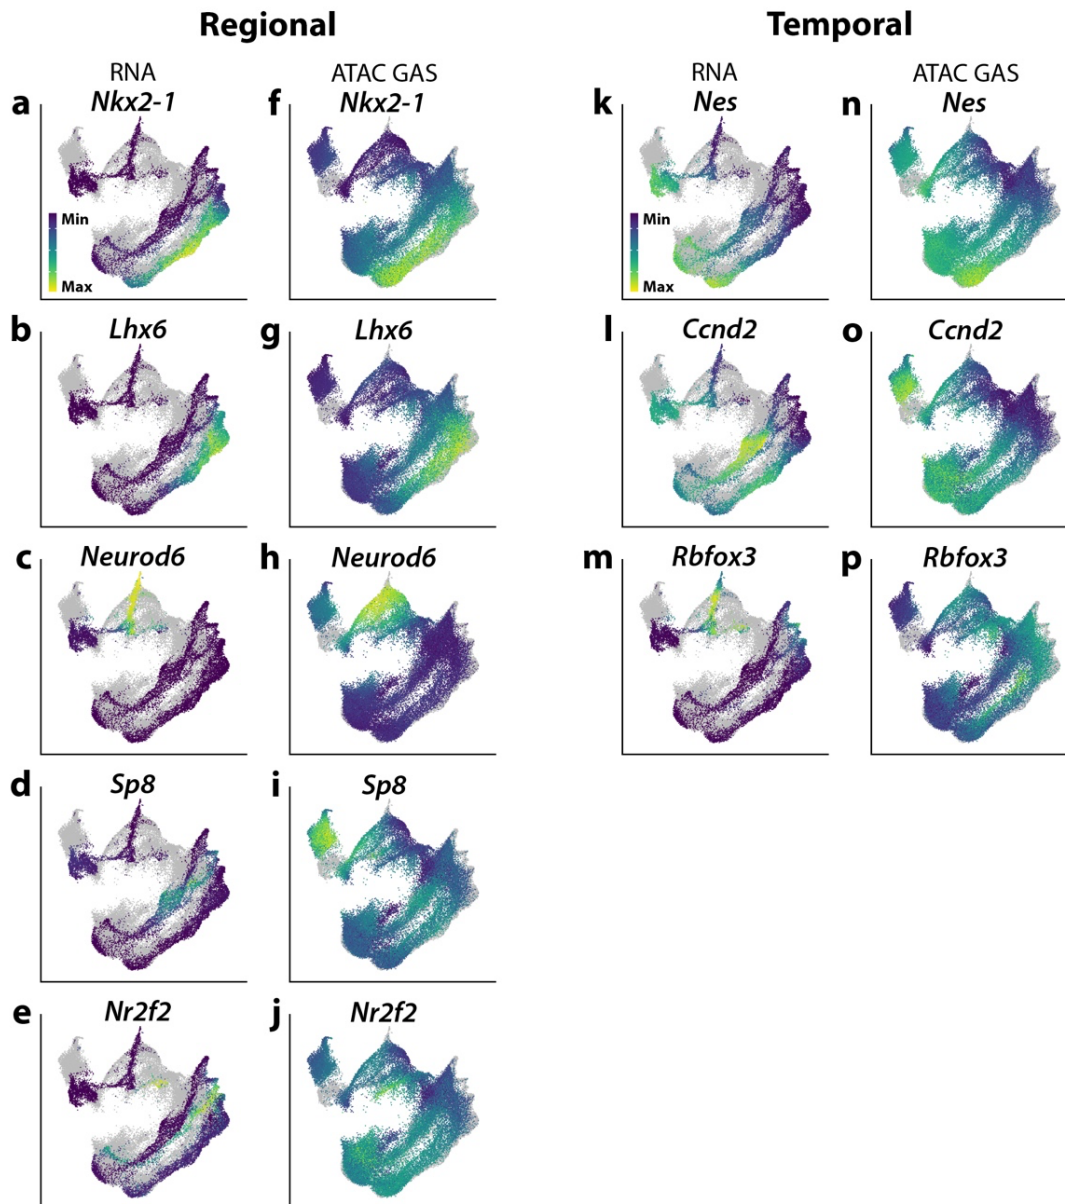 Regional
Temporal
RNA
ATAC GAS
RNA
ATAC GAS
a
Nkx2-1
f
Nkx2-1
k
Nes
n
Nes
Min
Max
Min
Max
b
Lhx6
g
Lhx6
l
Ccnd2
o
Ccnd2
c
Neurod6
h
Neurod6
m
Rbfox3
p
Rbfox3
d
Sp8
i
Sp8
e
Nr2f2
j
Nr2f2